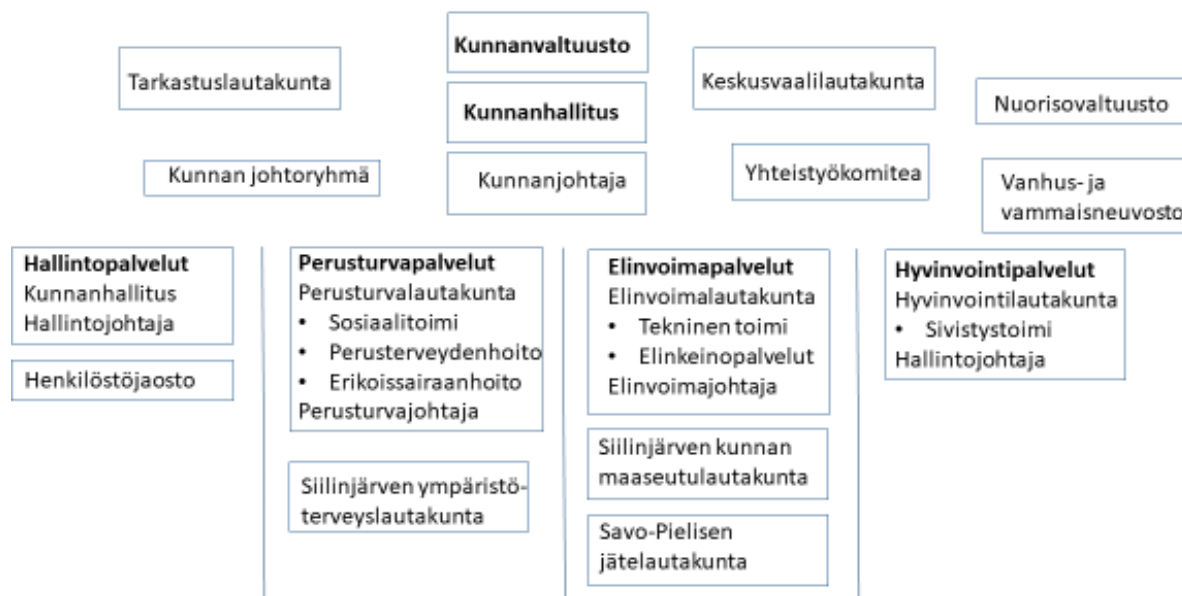 Kunnanvaltuusto
Tarkastuslautakunta
Keskusvaalilautakunta
Nuorisovaltuusto
Kunnanhallitus
Kunnan johtoryhmä
Kunnanjohtaja
Yhteistyökomitea
Vanhus- ja
vammaisneuvosto
Hallintopalvelut
Kunnanhallitus
Hallintojohtaja
Henkilöstöjaosto
Perusturvapalvelut
Perusturvalautakunta
• Sosiaalitoimi
• Perusterveydenhoito
• Erikoissairaanhoito
Perusturvajohtaja
Siilinjärven ympäristö-
terveyslautakunta
Elinvoimapalvelut
Elinvoimalautakunta
• Tekninen toimi
• Elinkeinopalvelut
Elinvoimajohtaja
Siilinjärven kunnan
maaseutulautakunta
Savo-Pielisen
jätelautakunta
Hyvinvointipalvelut
Hyvinvointilautakunta
• Sivistystoimi
Hallintojohtaja